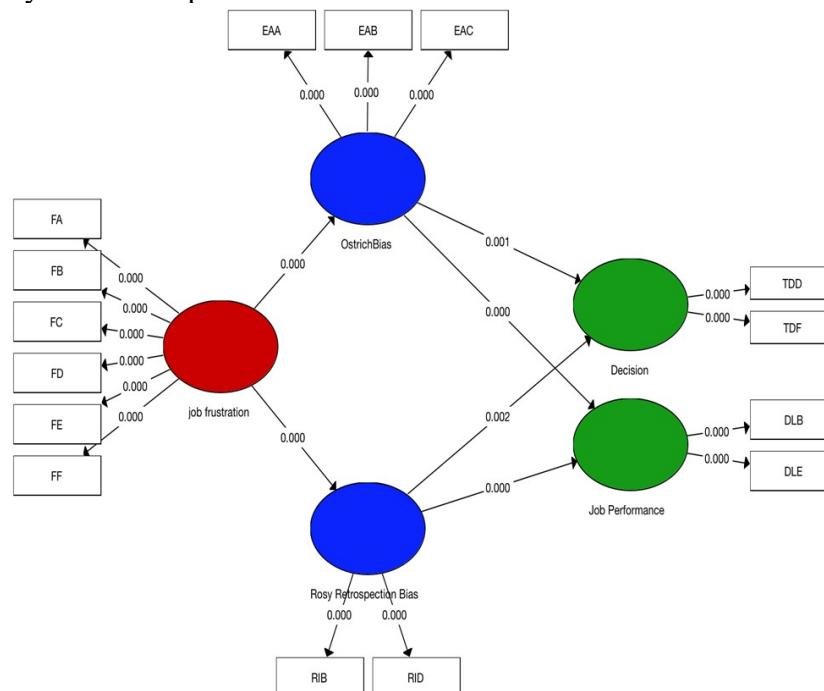 EAA
EAB
EAC
0.000
0.000
0.000
OstrichBias
FA
FB
FC
FD
FE
FF
0.000
0.000
0.000
0.000
0.000
0.000
job frustration
0.000
0.000
0.001
0.000
0.002
0.000
Decision
0.000
0.000
TDD
TDF
Job Performance
0.000
0.000
DLB
DLE
Rosy Retrospection Bias
0.000
0.000
RIB
RID